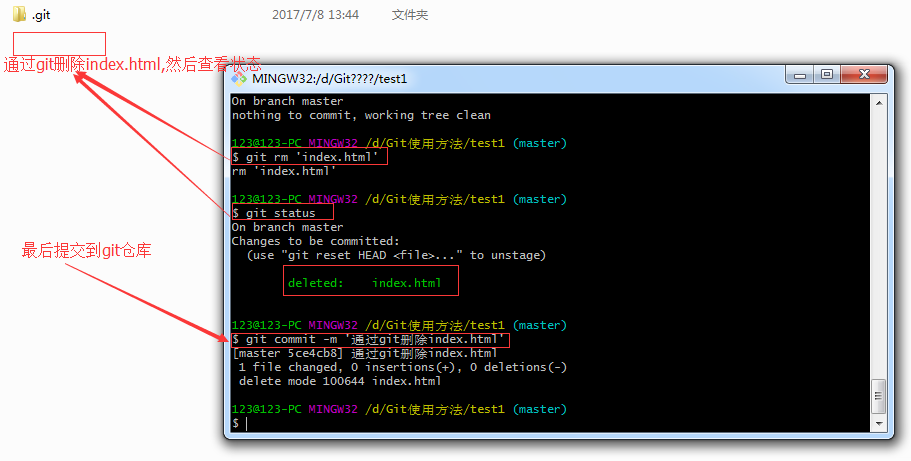 .git 2017/7/8 13:44 文件夹
通过git删除index.html,然后查看状态
MINGW32:/d/Git????/test1
On branch master
nothing to commit, working tree clean
123@123-PC MINGW32 /d/Git使用方法/test1 (master)
$ git rm 'index.html'
rm 'index.html'
123@123-PC MINGW32 /d/Git使用方法/test1 (master)
$ git status
On branch master
Changes to be committed:
(use "git reset HEAD <file>..." to unstage)
deleted: index.html
最后提交到git仓库
123@123-PC MINGW32 /d/Git使用方法/test1 (master)
$ git commit -m '通过git删除index.html'
[master 5ce4cb8] 通过git删除index.html
1 file changed, 0 insertions(+), 0 deletions(-)
delete mode 100644 index.html
123@123-PC MINGW32 /d/Git使用方法/test1 (master)
$